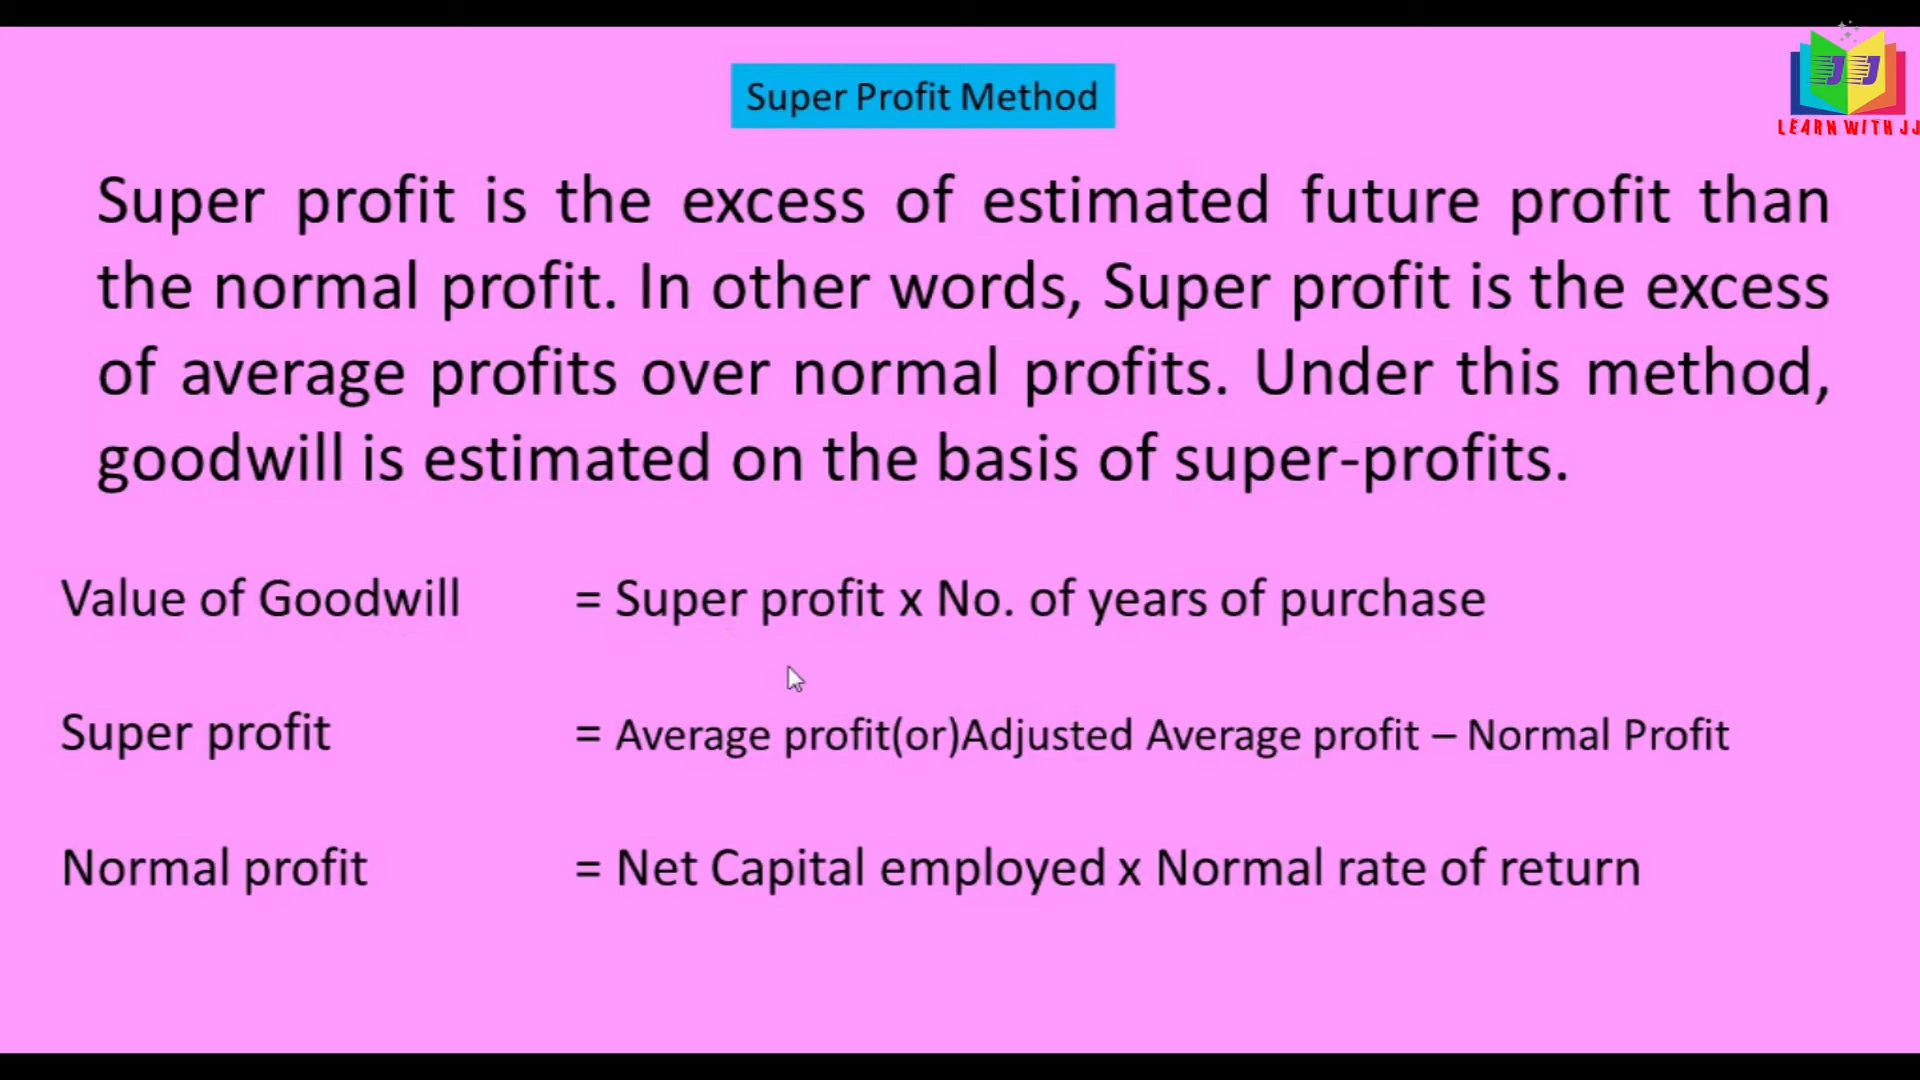 LEARN WITH JJ
Super Profit Method
Super profit is the excess of estimated future profit than
the normal profit. In other words, Super profit is the excess
of average profits over normal profits. Under this method,
goodwill is estimated on the basis of super-profits.
Value of Goodwill = Super profit x No. of years of purchase
Super profit = Average profit(or)Adjusted Average profit – Normal Profit
Normal profit = Net Capital employed x Normal rate of return